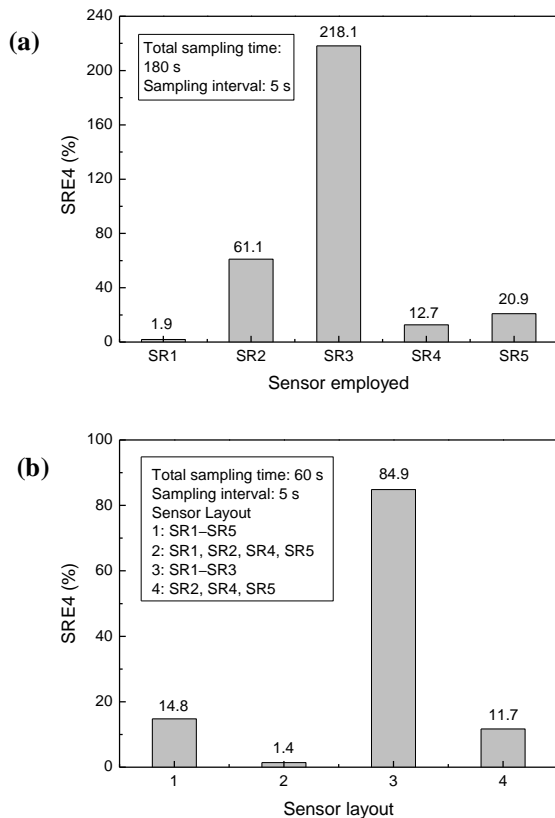 (a)
240
200
160
120
80
40
0
SRE4 (%)
Total sampling time:
180 s
Sampling interval: 5 s
1.9
61.1
218.1
12.7
20.9
SR1 SR2 SR3 SR4 SR5
Sensor employed
(b)
100
80
60
40
20
0
SRE4 (%)
Total sampling time: 60 s
Sampling interval: 5 s
Sensor Layout
1: SR1–SR5
2: SR1, SR2, SR4, SR5
3: SR1–SR3
4: SR2, SR4, SR5
14.8
1.4
84.9
11.7
1 2 3 4
Sensor layout